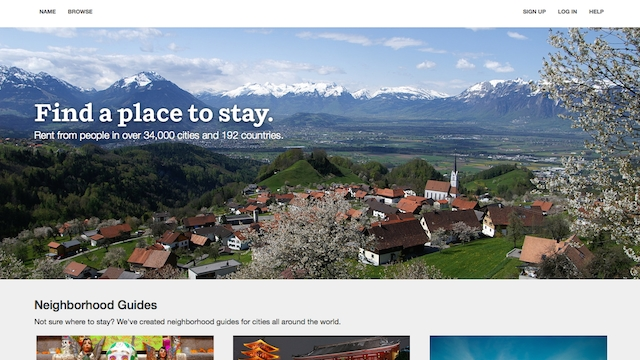 NAME BROWSE SIGN UP LOG IN HELP
Find a place to stay.
Rent from people in over 34,000 cities and 192 countries.
Neighborhood Guides
Not sure where to stay? We've created neighborhood guides for cities all around the world.